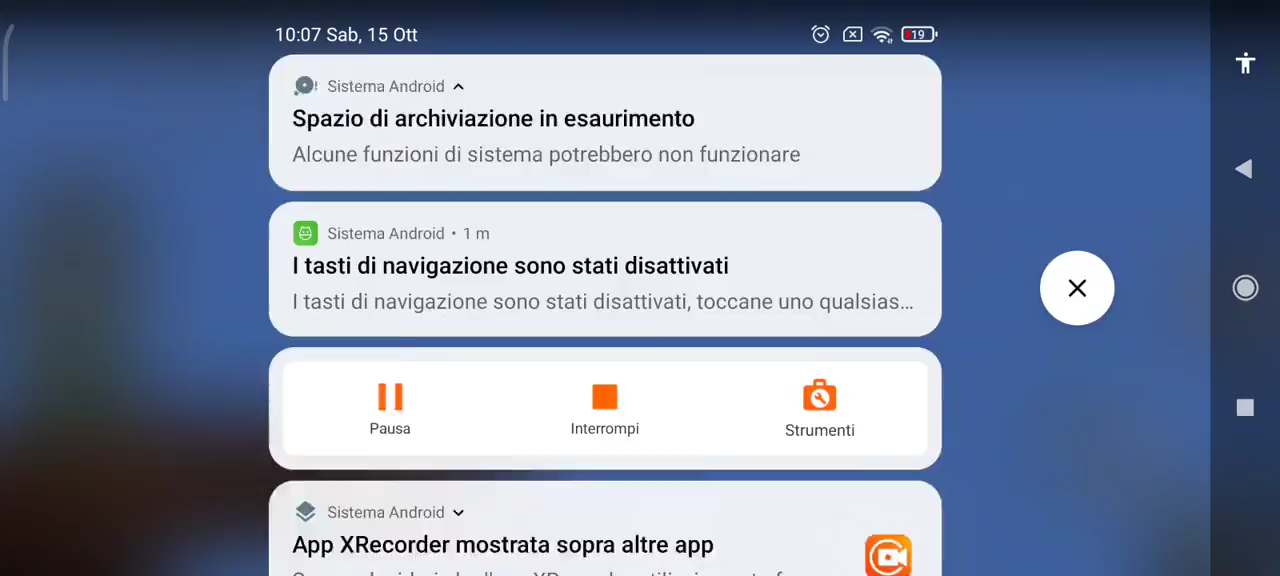 10:07 Sab, 15 Ott
19
Sistema Android
Spazio di archiviazione in esaurimento
Alcune funzioni di sistema potrebbero non funzionare
Sistema Android • 1 m
I tasti di navigazione sono stati disattivati
I tasti di navigazione sono stati disattivati, toccane uno qualsias...
Pausa
Interrompi
Strumenti
Sistema Android
App XRecorder mostrata sopra altre app